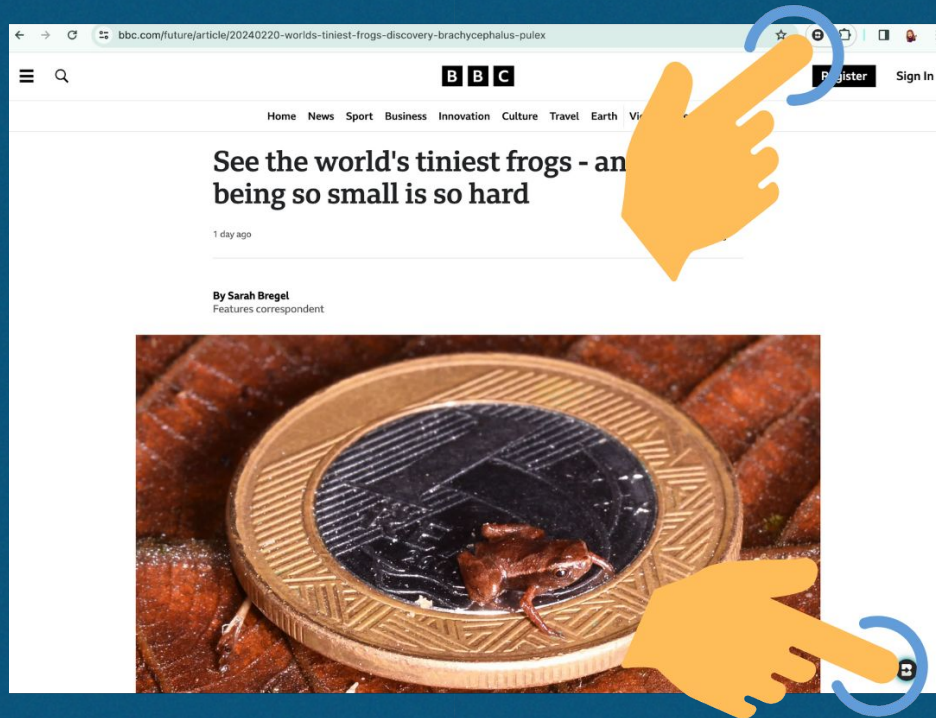 bbc.com/future/article/20240220-worlds-tiniest-frogs-discovery-brachycephalus-pulex
BBC
Register Sign In
Home News Sport Business Innovation Culture Travel Earth
See the world's tiniest frogs - an
being so small is so hard
1 day ago
By Sarah Bregel
Features correspondent